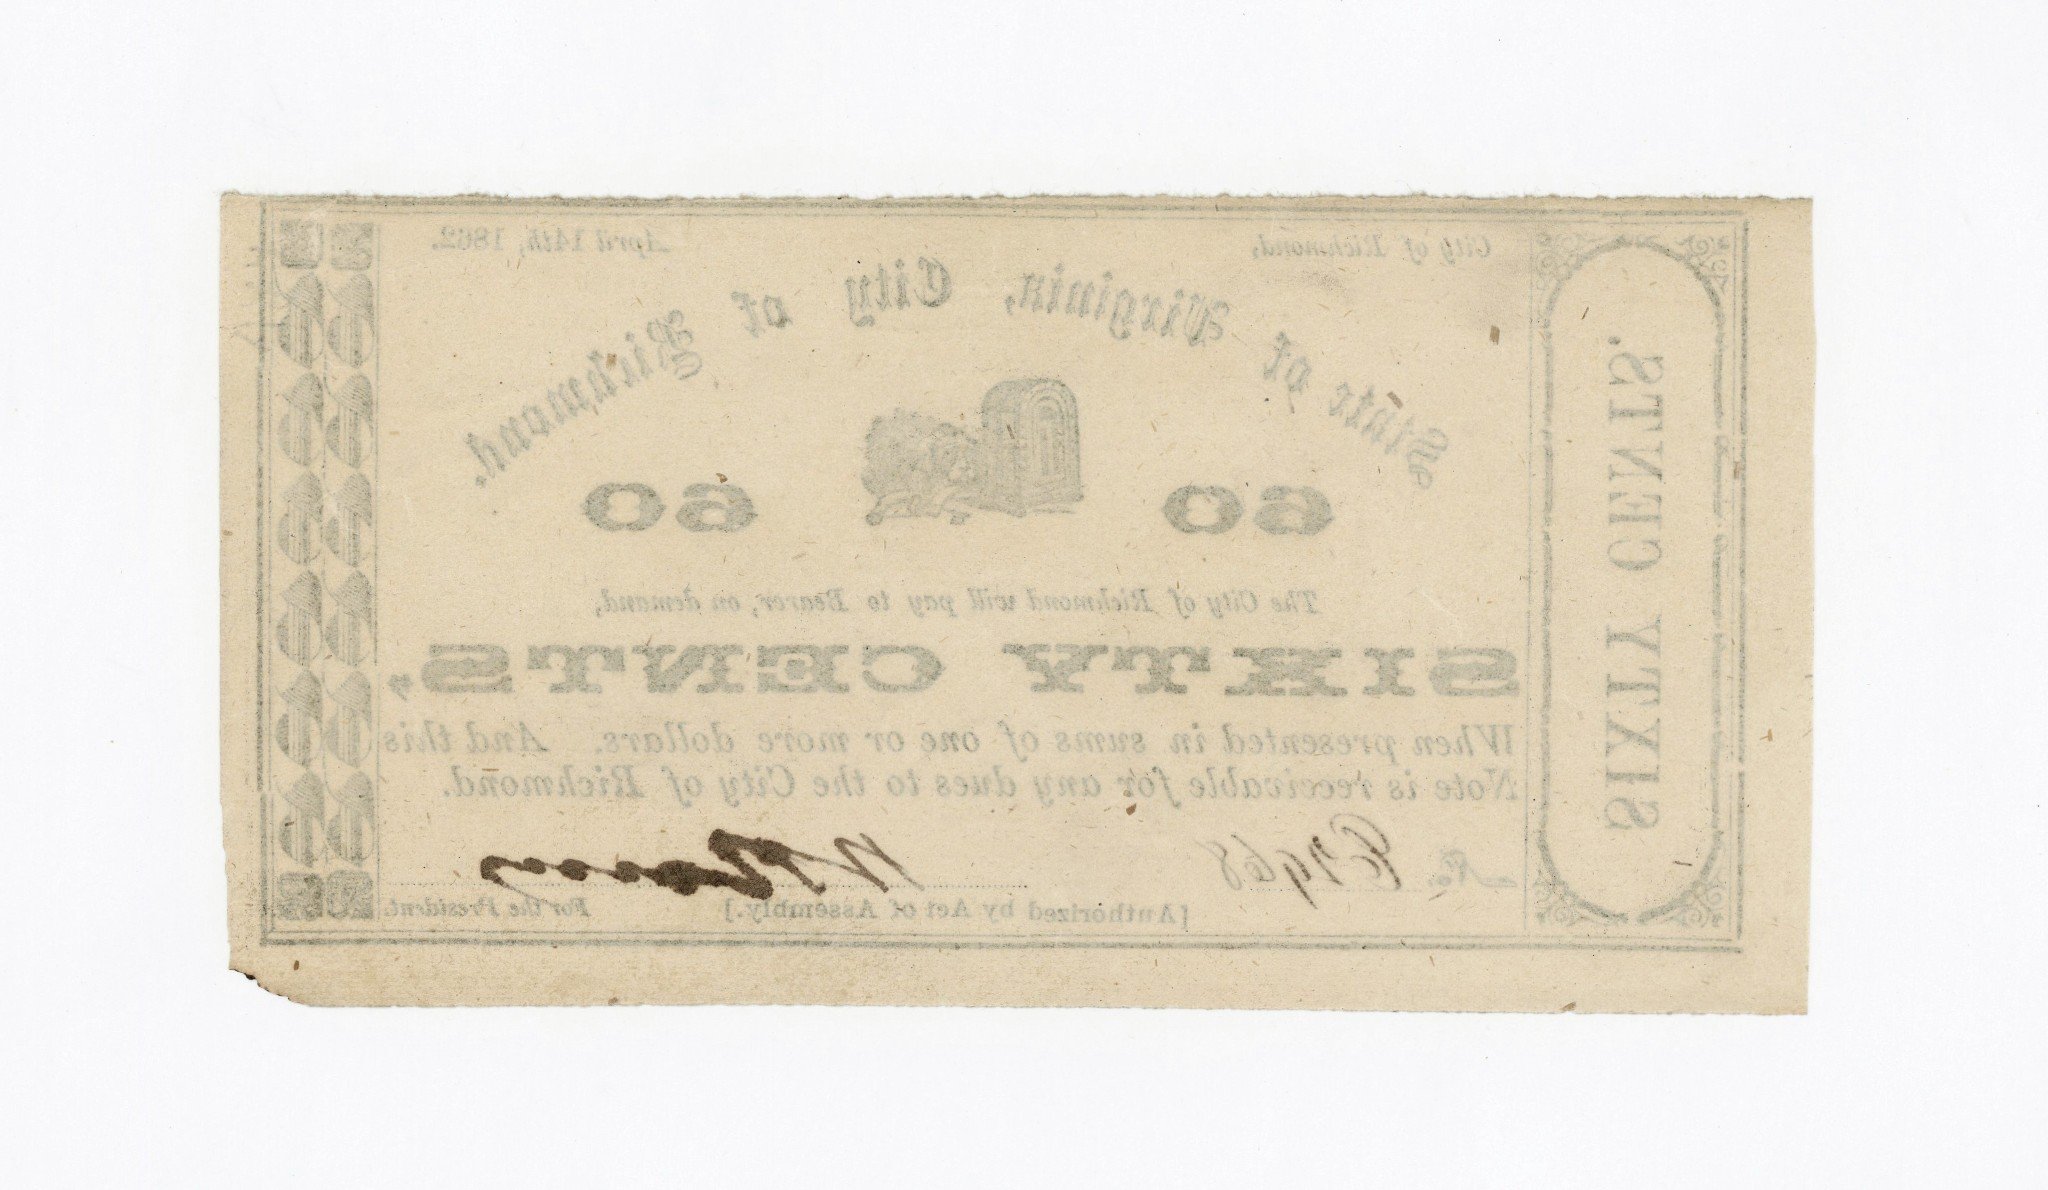 City of Richmond, April 14th, 1862.
State of Virginia, City of Richmond.
60 60
The City of Richmond will pay to Bearer, on demand,
SIXTY CENTS,
When presented in sums of one or more dollars. And this
Note is receivable for any dues to the City of Richmond.
No.
[Authorized by Act of Assembly.] For the President.
SIXTY CENTS.